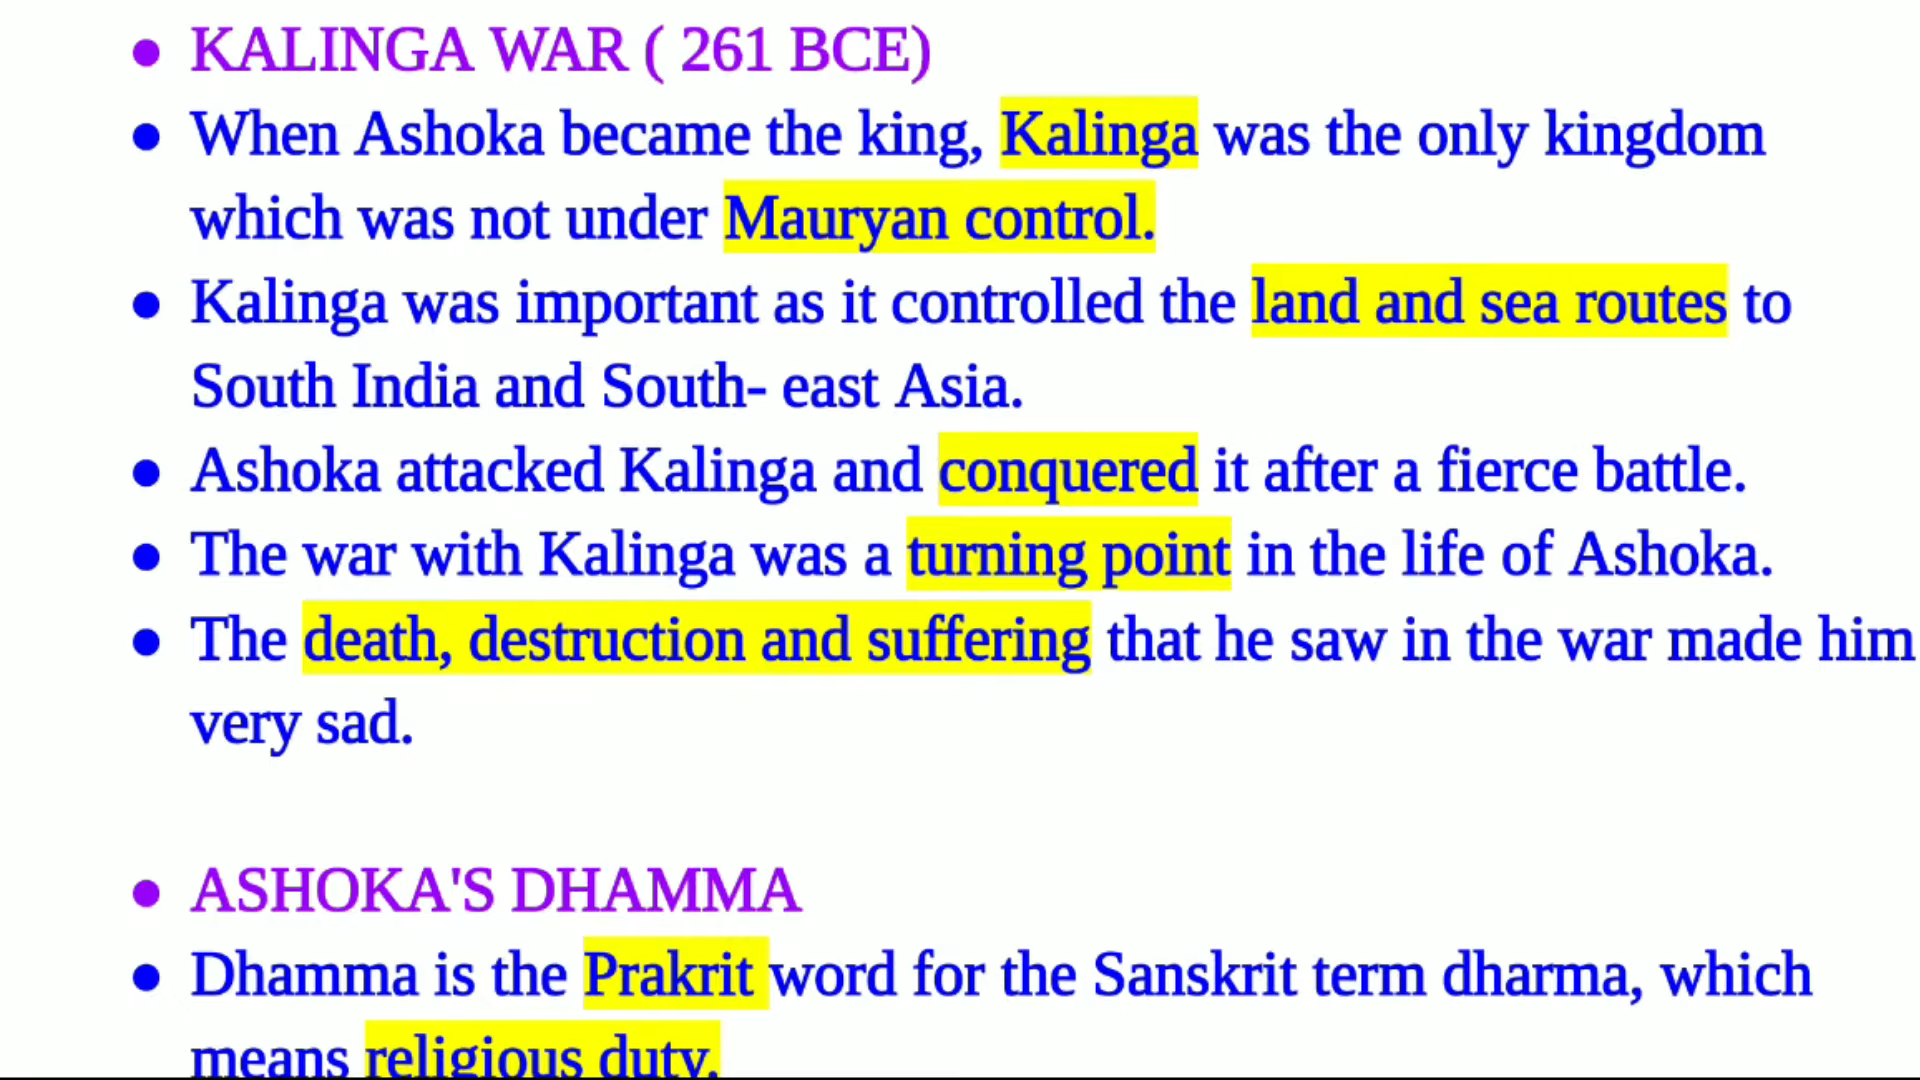 ● KALINGA WAR ( 261 BCE)
● When Ashoka became the king, Kalinga was the only kingdom
which was not under Mauryan control.
● Kalinga was important as it controlled the land and sea routes to
South India and South- east Asia.
● Ashoka attacked Kalinga and conquered it after a fierce battle.
● The war with Kalinga was a turning point in the life of Ashoka.
● The death, destruction and suffering that he saw in the war made him
very sad.
● ASHOKA'S DHAMMA
● Dhamma is the Prakrit word for the Sanskrit term dharma, which
means religious duty.